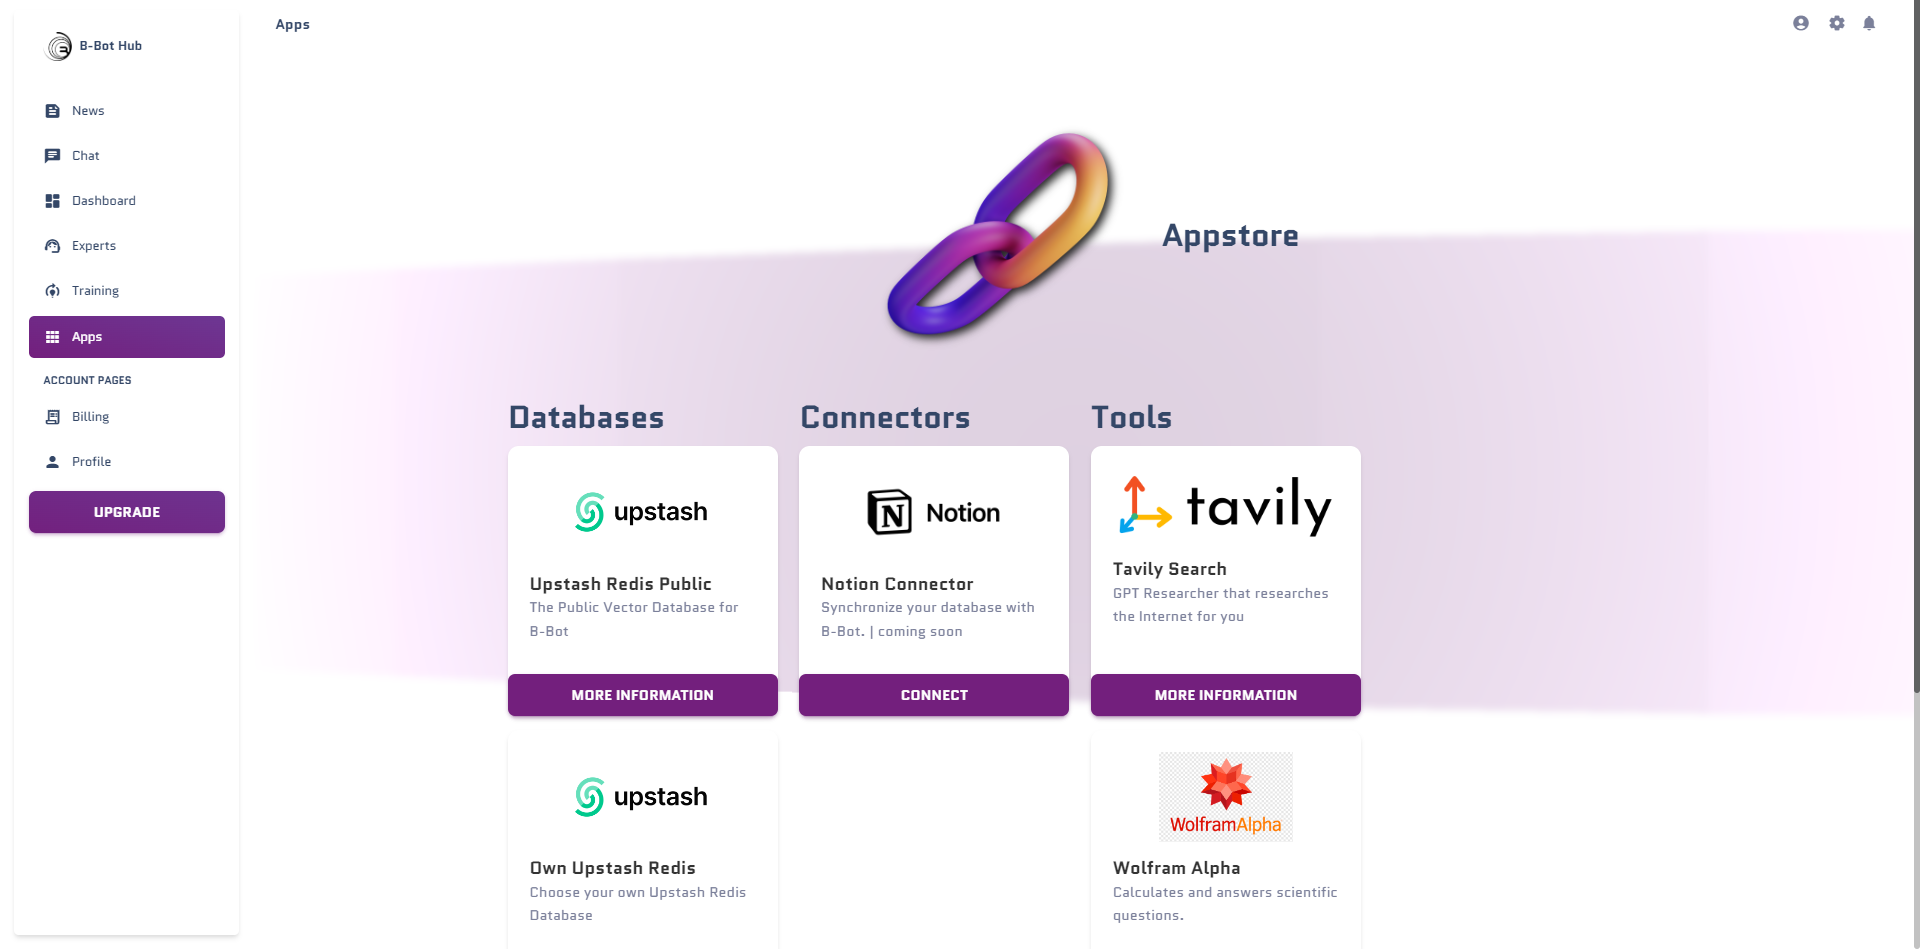 B-Bot Hub
News
Chat
Dashboard
Experts
Training
Apps
ACCOUNT PAGES
Billing
Profile
UPGRADE
Apps
Appstore
Databases
upstash
Upstash Redis Public
The Public Vector Database for
B-Bot
MORE INFORMATION
upstash
Own Upstash Redis
Choose your own Upstash Redis
Database
Connectors
Notion
Notion Connector
Synchronize your database with
B-Bot. | coming soon
CONNECT
Tools
tavily
Tavily Search
GPT Researcher that researches
the Internet for you
MORE INFORMATION
WolframAlpha
Wolfram Alpha
Calculates and answers scientific
questions.